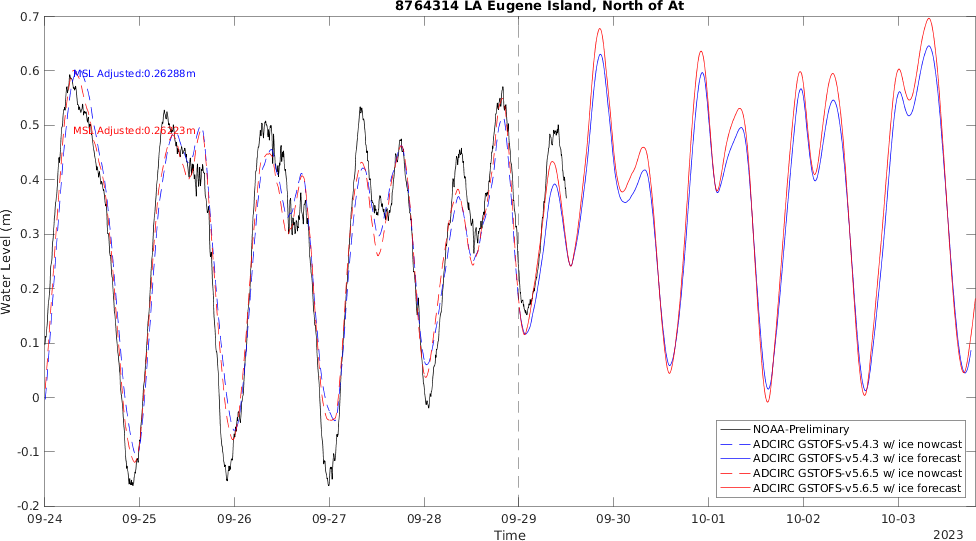 8764314 LA Eugene Island, North of At
0.7
0.6
0.5
0.4
0.3
0.2
0.1
0
-0.1
-0.2
Water Level (m)
MSL Adjusted:0.26288m
MSL Adjusted:0.26223m
NOAA-Preliminary
ADCIRC GSTOFS-v5.4.3 w/ ice nowcast
ADCIRC GSTOFS-v5.4.3 w/ ice forecast
ADCIRC GSTOFS-v5.6.5 w/ ice nowcast
ADCIRC GSTOFS-v5.6.5 w/ ice forecast
09-24 09-25 09-26 09-27 09-28 09-29 09-30 10-01 10-02 10-03
Time
2023